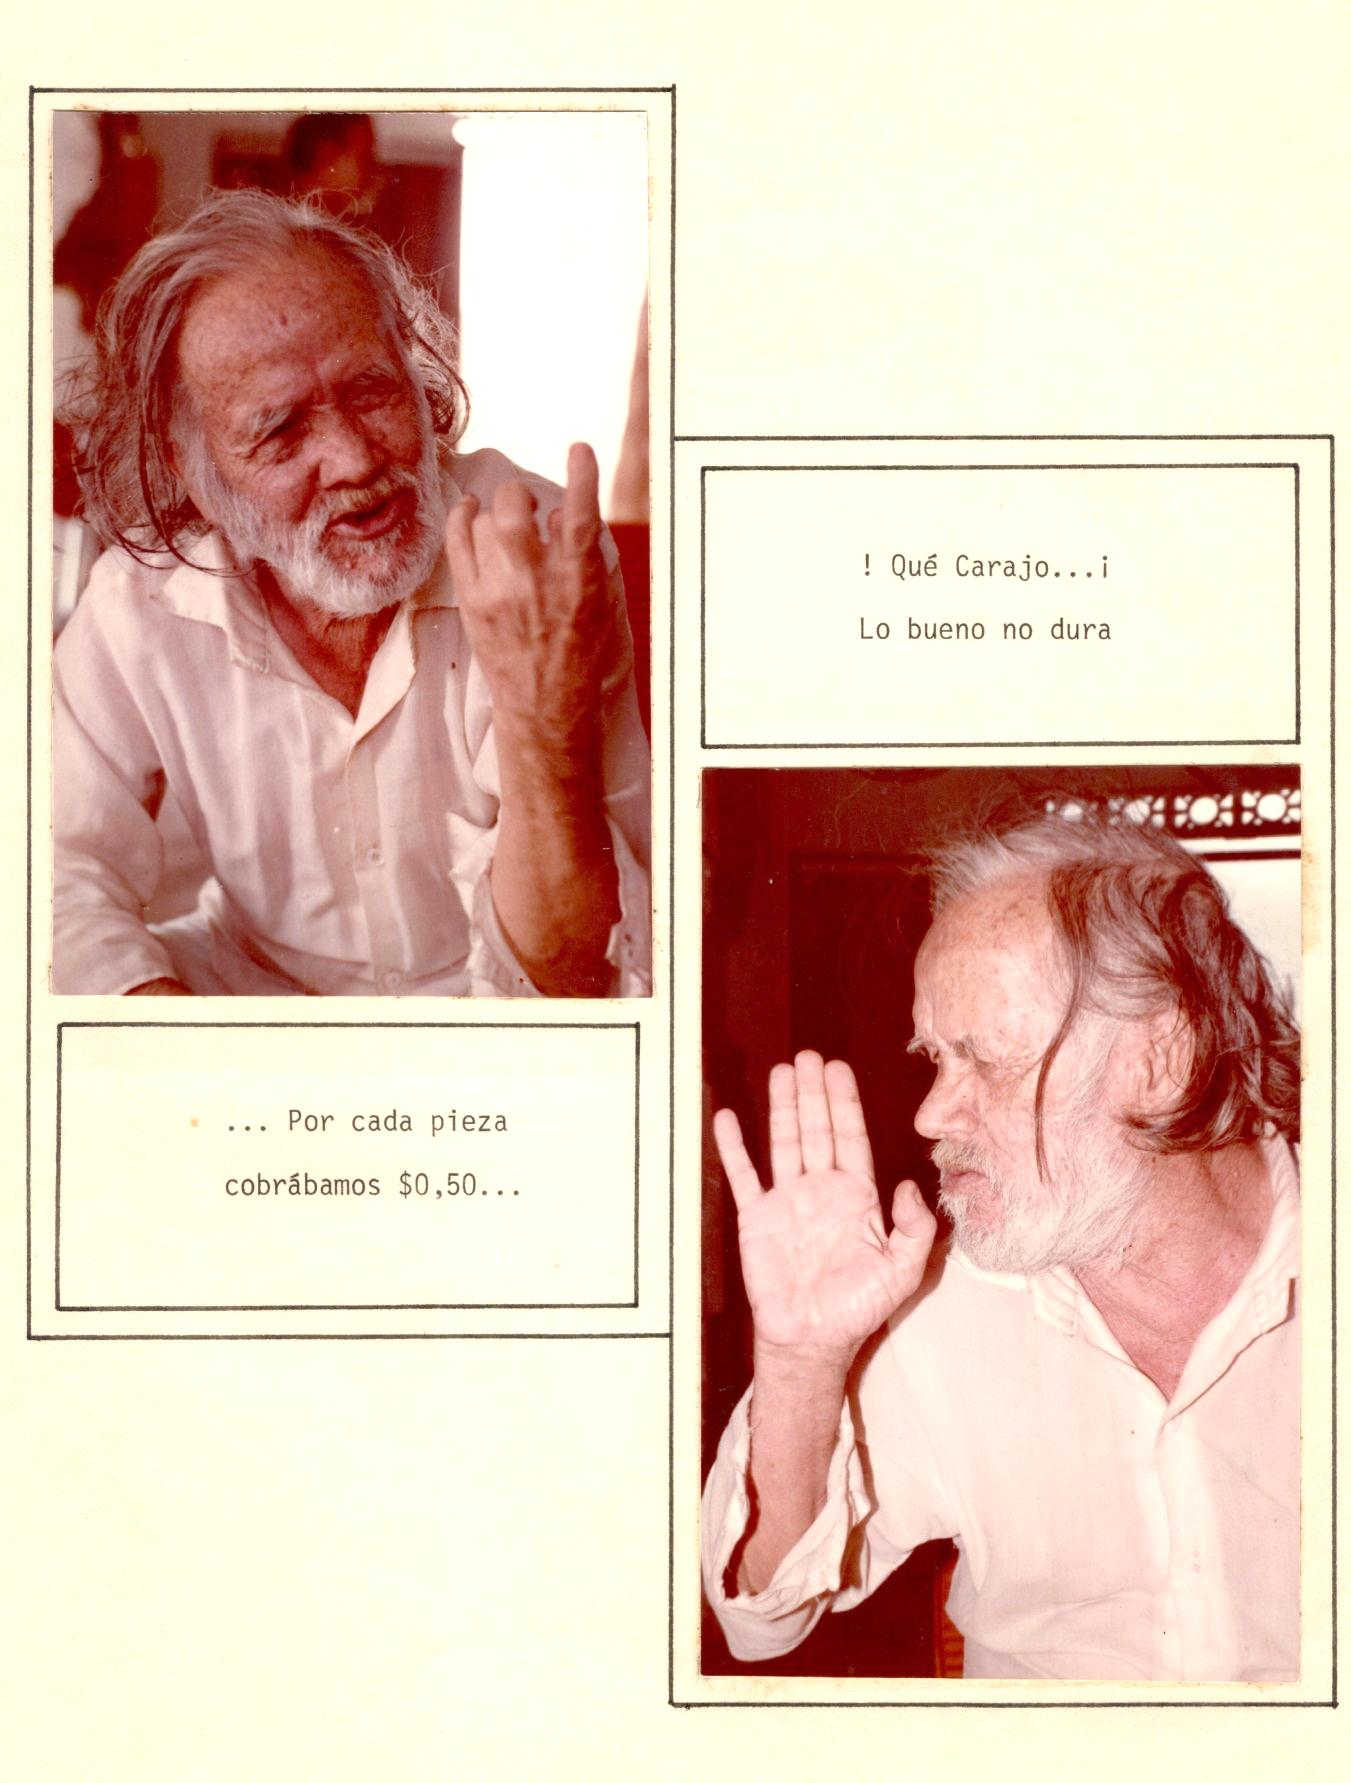 ! Qué Carajo...¡
Lo bueno no dura
... Por cada pieza
cobrábamos $0,50...